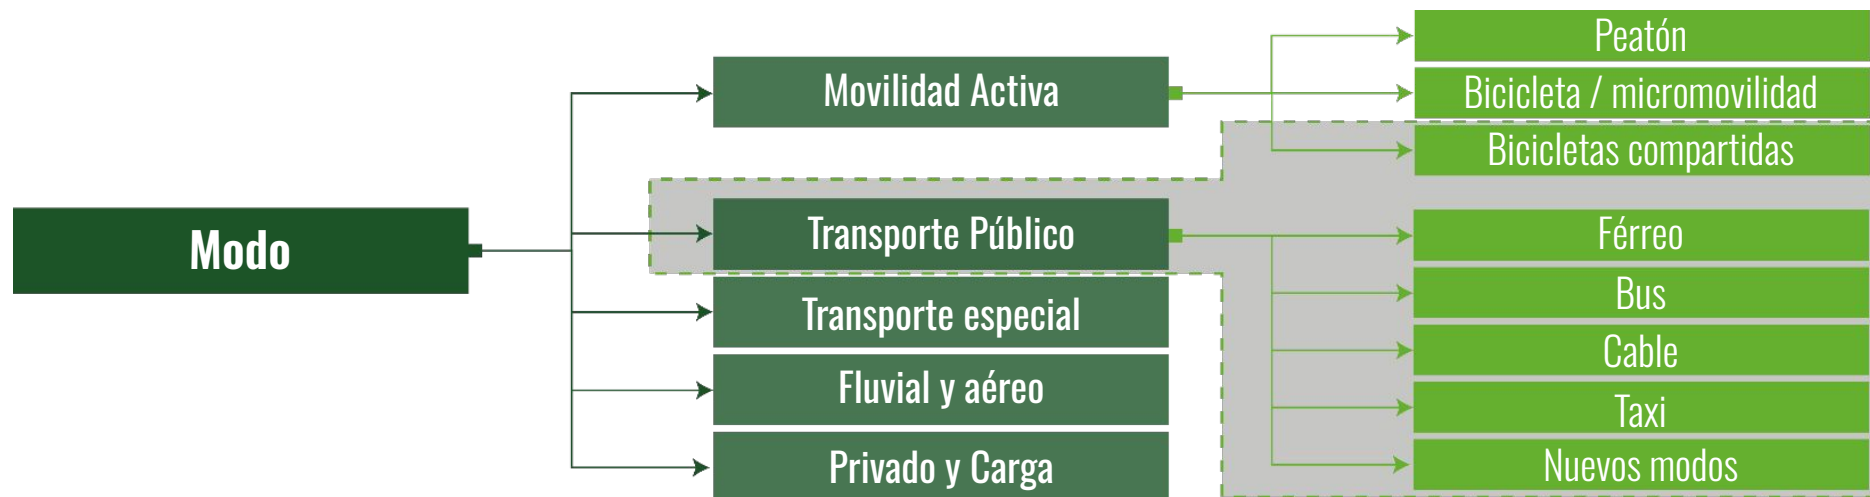 Modo
Movilidad Activa
Transporte Público
Transporte especial
Fluvial y aéreo
Privado y Carga
Peatón
Bicicleta / micromovilidad
Bicicletas compartidas
Férreo
Bus
Cable
Taxi
Nuevos modos